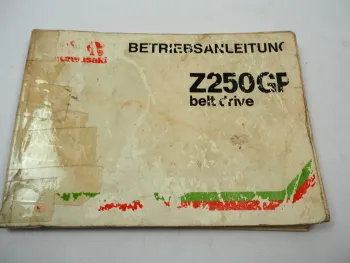 BETRIEBSANLEITUNG
Kawasaki
Z250GP
belt drive